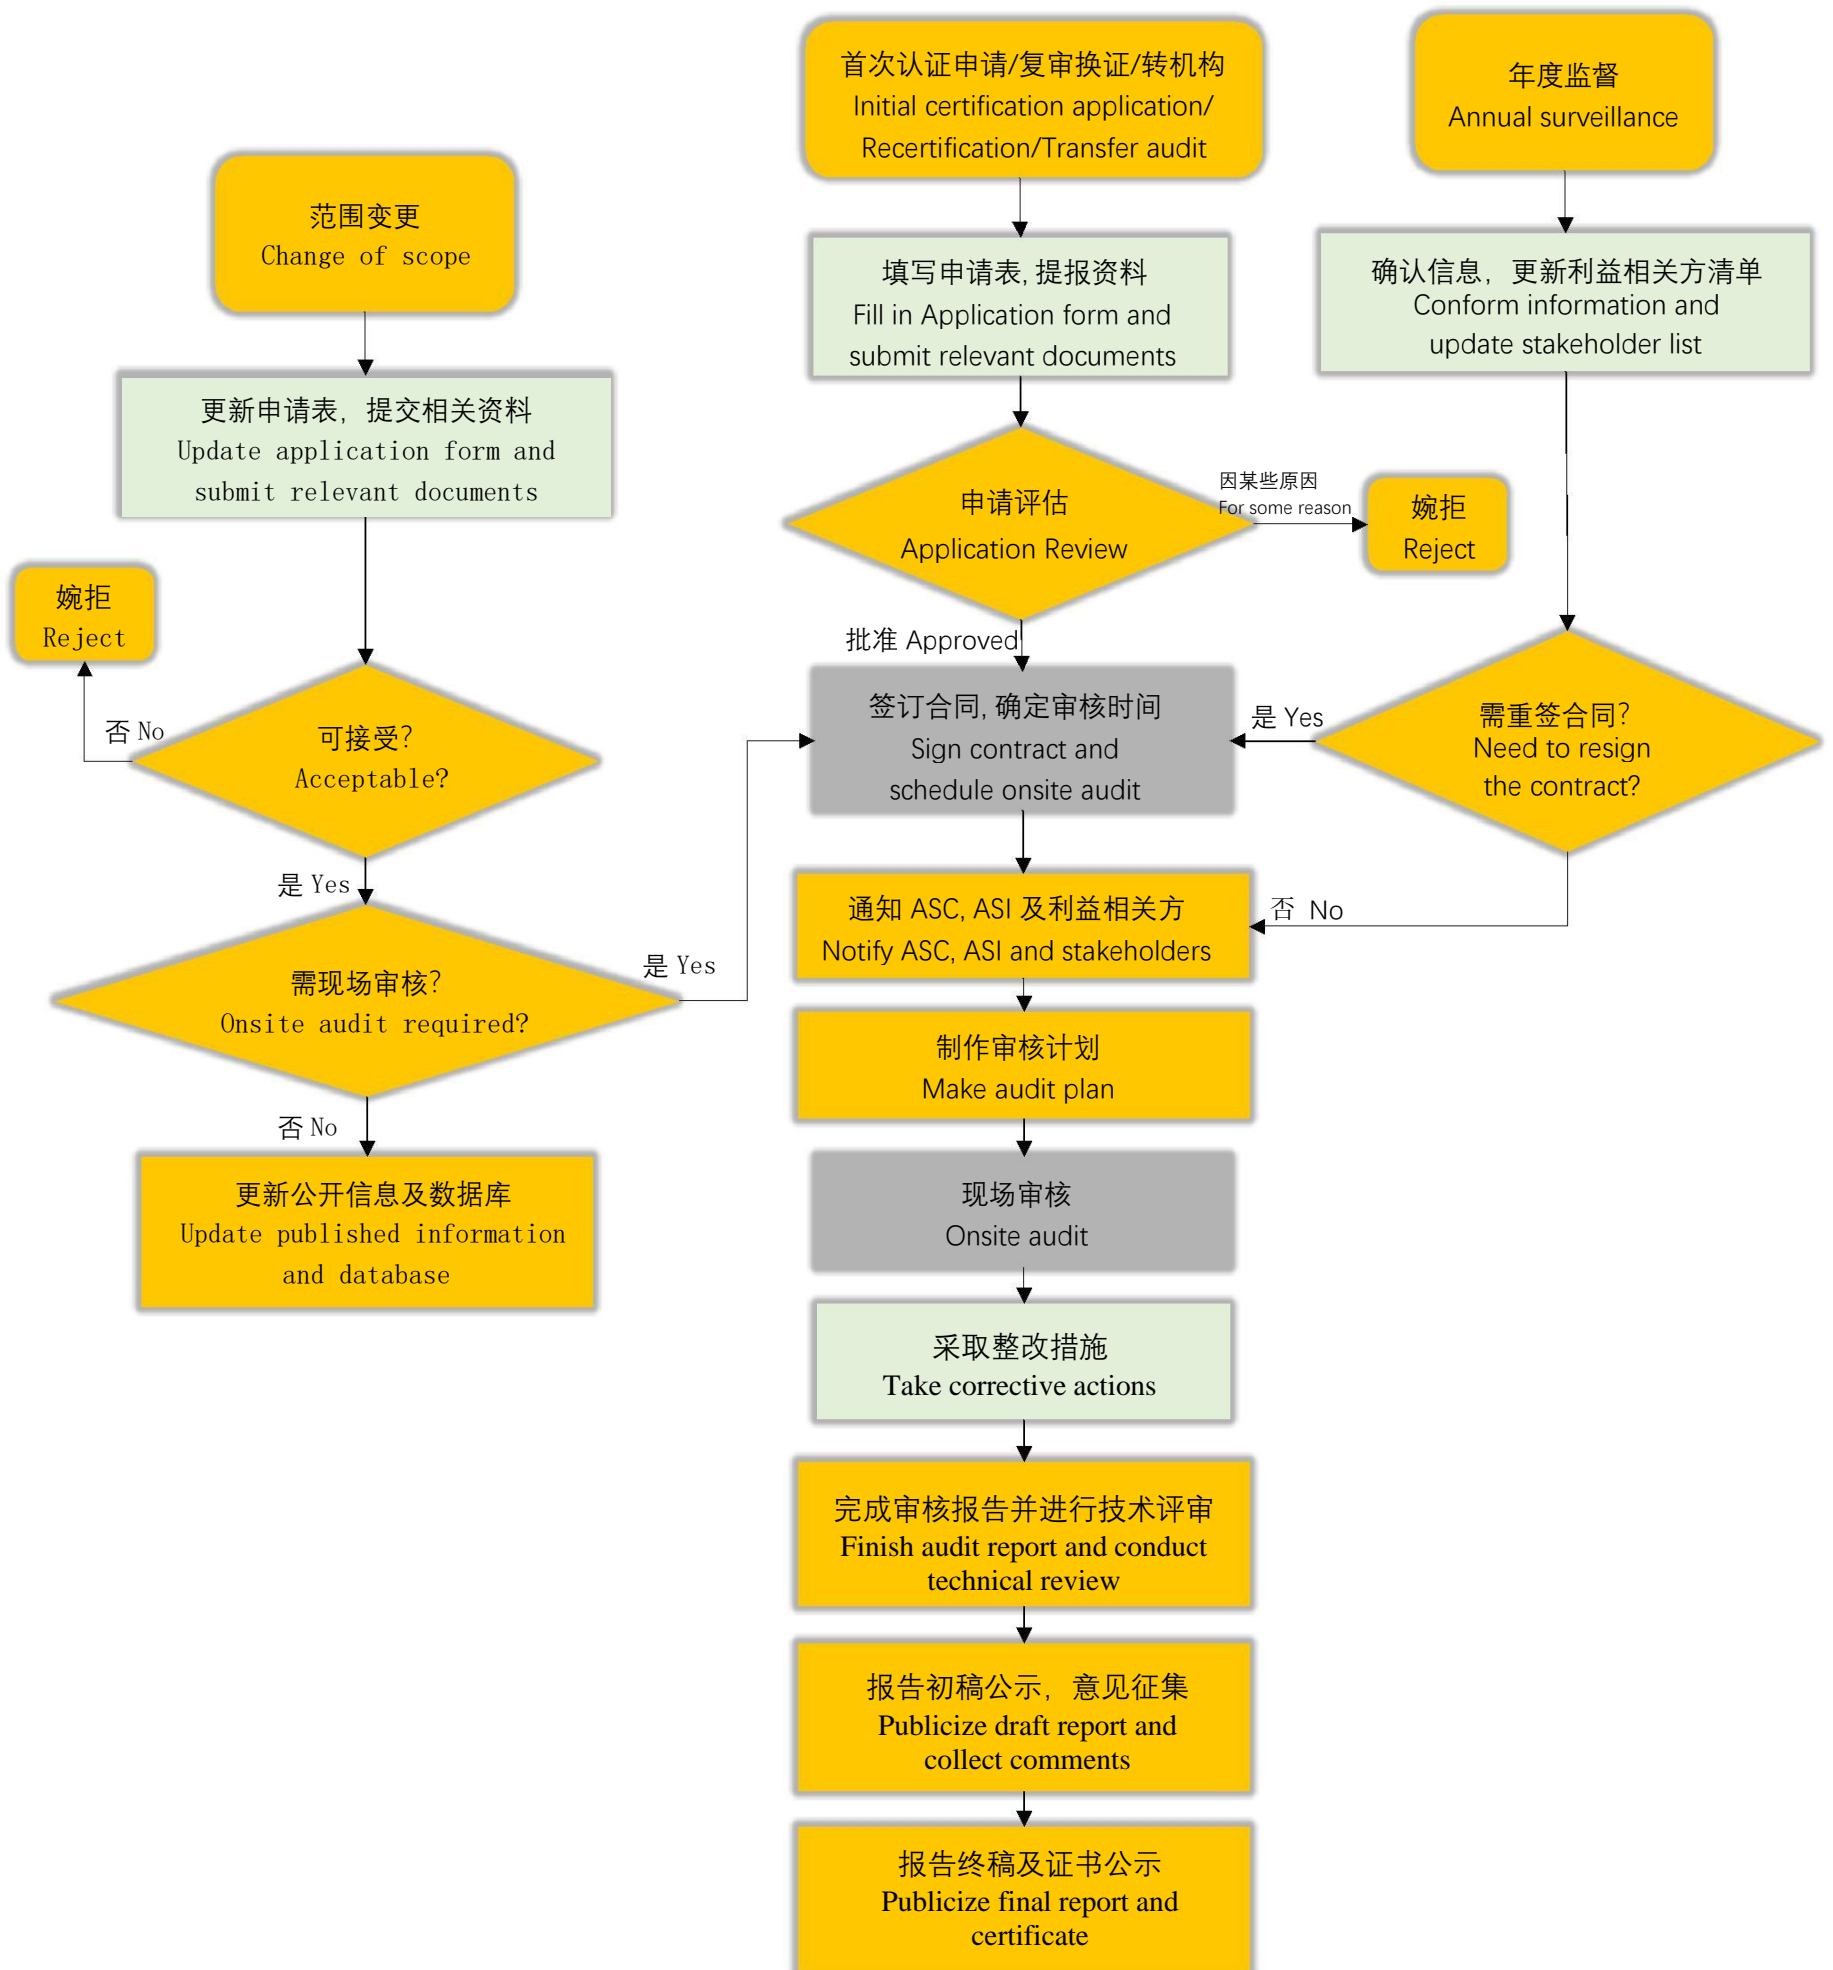 首次认证申请/复审换证/转机构
Initial certification application/
Recertification/Transfer audit
年度监督
Annual surveillance
范围变更
Change of scope
填写申请表,提报资料
Fill in Application form and
submit relevant documents
确认信息，更新利益相关方清单
Conform information and
update stakeholder list
更新申请表，提交相关资料
Update application form and
submit relevant documents
申请评估
Application Review
因某些原因
For some reason
婉拒
Reject
婉拒
Reject
批准 Approved
可接受?
Acceptable?
否 No
签订合同,确定审核时间
Sign contract and
schedule onsite audit
是 Yes
需重签合同?
Need to resign
the contract?
是 Yes
通知 ASC, ASI 及利益相关方
Notify ASC, ASI and stakeholders
否 No
需现场审核?
Onsite audit required?
是 Yes
制作审核计划
Make audit plan
否 No
更新公开信息及数据库
Update published information
and database
现场审核
Onsite audit
采取整改措施
Take corrective actions
完成审核报告并进行技术评审
Finish audit report and conduct
technical review
报告初稿公示，意见征集
Publicize draft report and
collect comments
报告终稿及证书公示
Publicize final report and
certificate